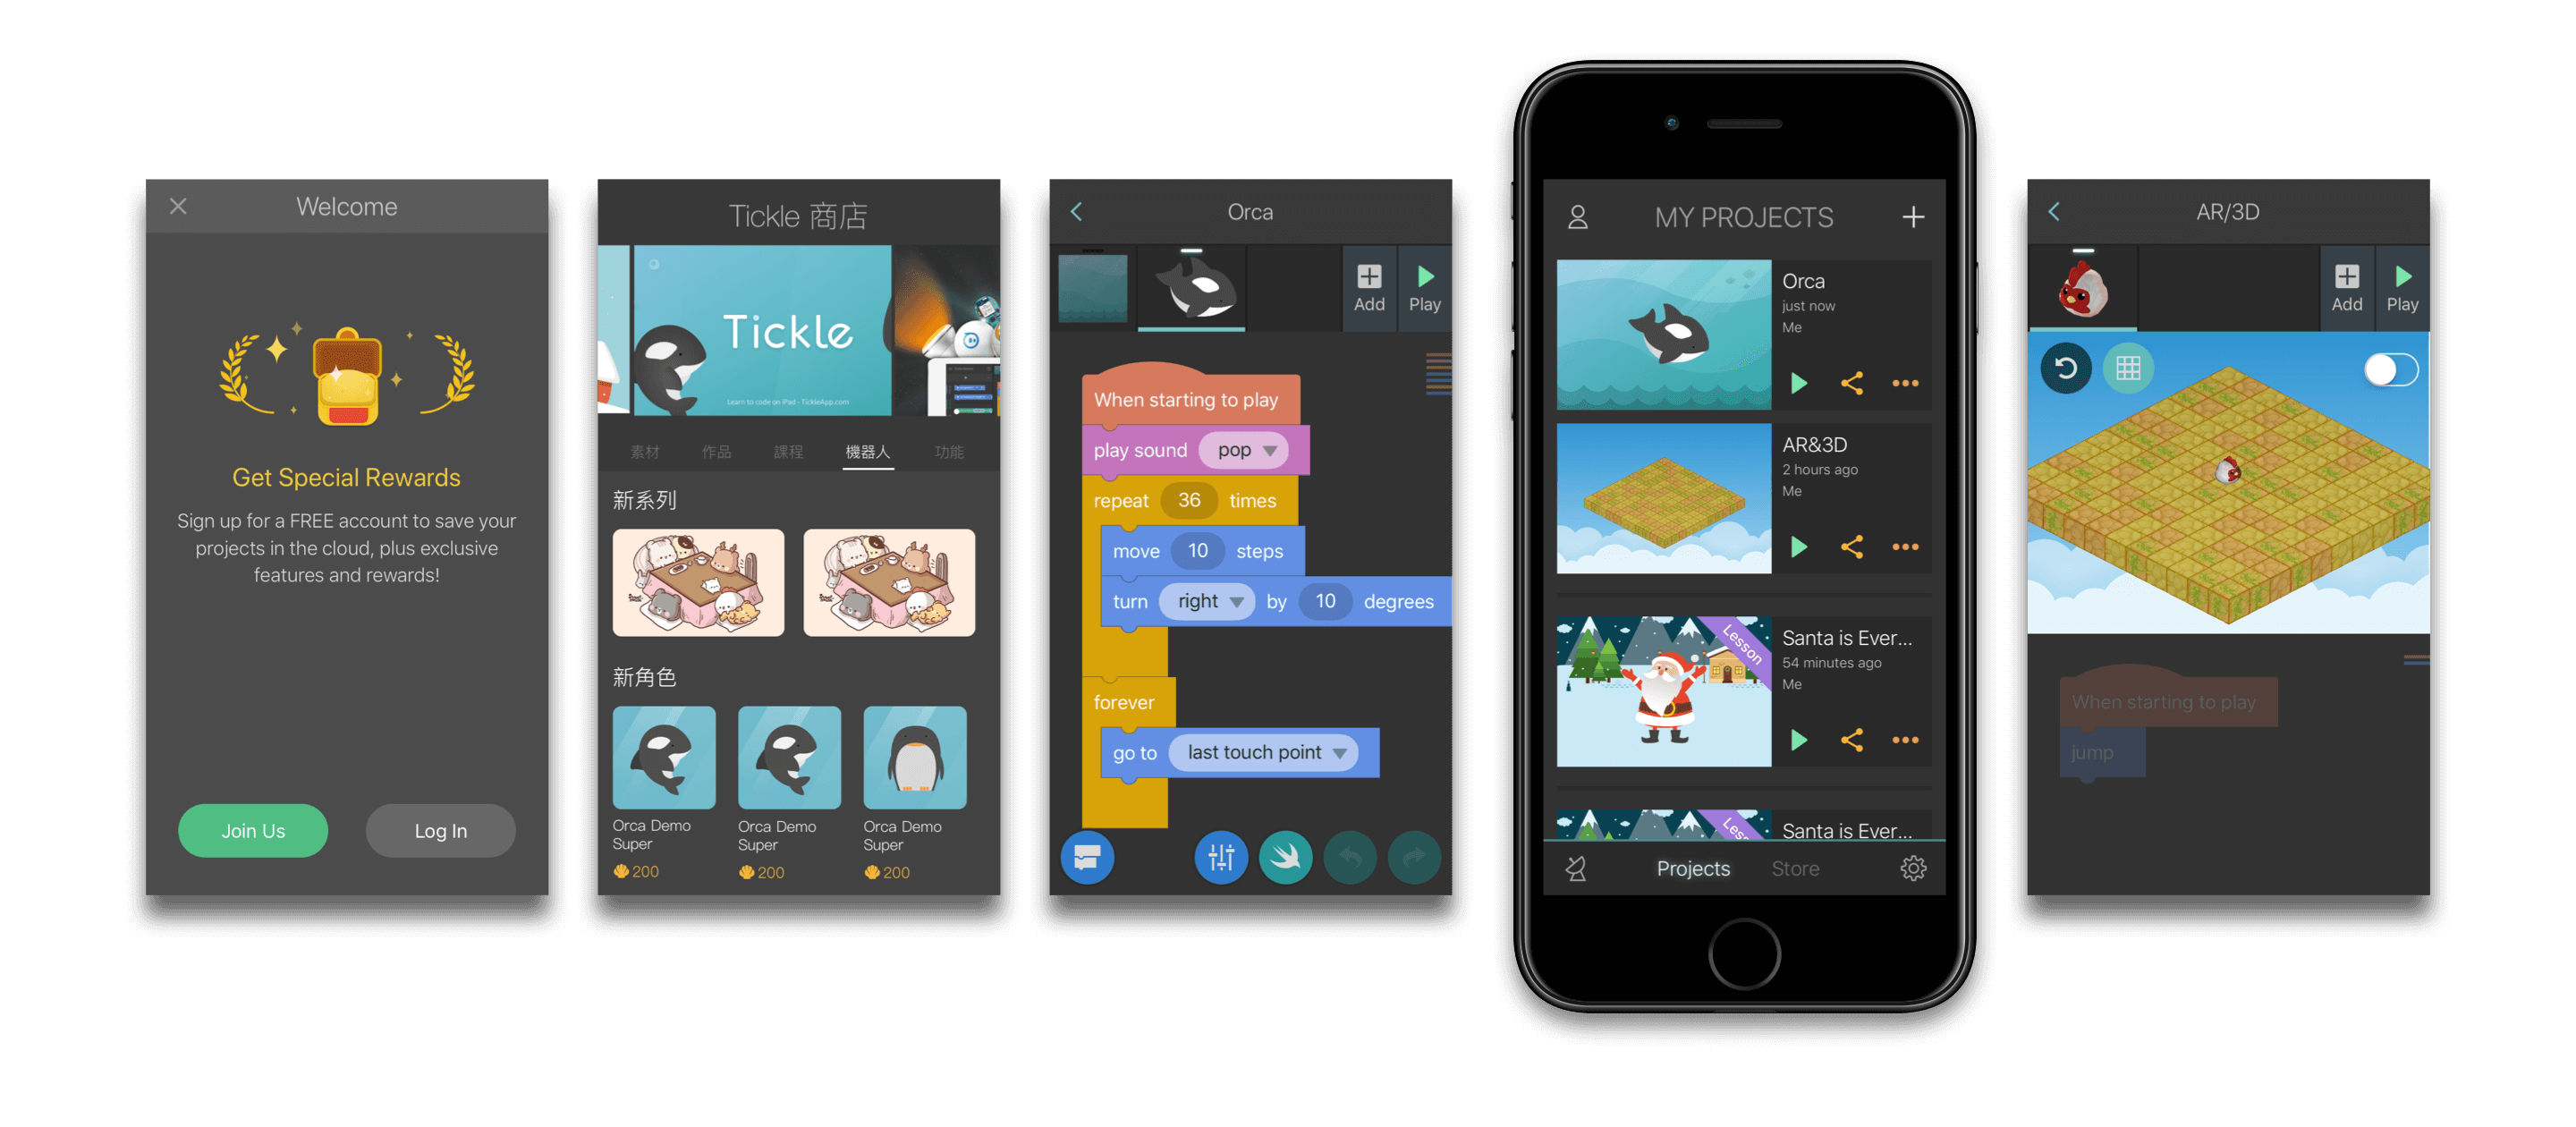 Welcome
Get Special Rewards
Sign up for a FREE account to save your
projects in the cloud, plus exclusive
features and rewards!
Join Us
Log In
Tickle 商店
Tickle
Learn to code on iPad - TickleApp.com
素材 作品 課程 機器人 功能
新系列
新角色
Orca Demo
Super
200
Orca Demo
Super
200
Orca Demo
Super
200
Orca
Add
Play
When starting to play
play sound pop
repeat 36 times
move 10 steps
turn right by 10 degrees
forever
go to last touch point
MY PROJECTS
Orca
just now
Me
AR&3D
2 hours ago
Me
Lesson
Santa is Ever...
54 minutes ago
Me
Santa is Ever...
Projects
Store
AR/3D
Add
Play
When starting to play
jump